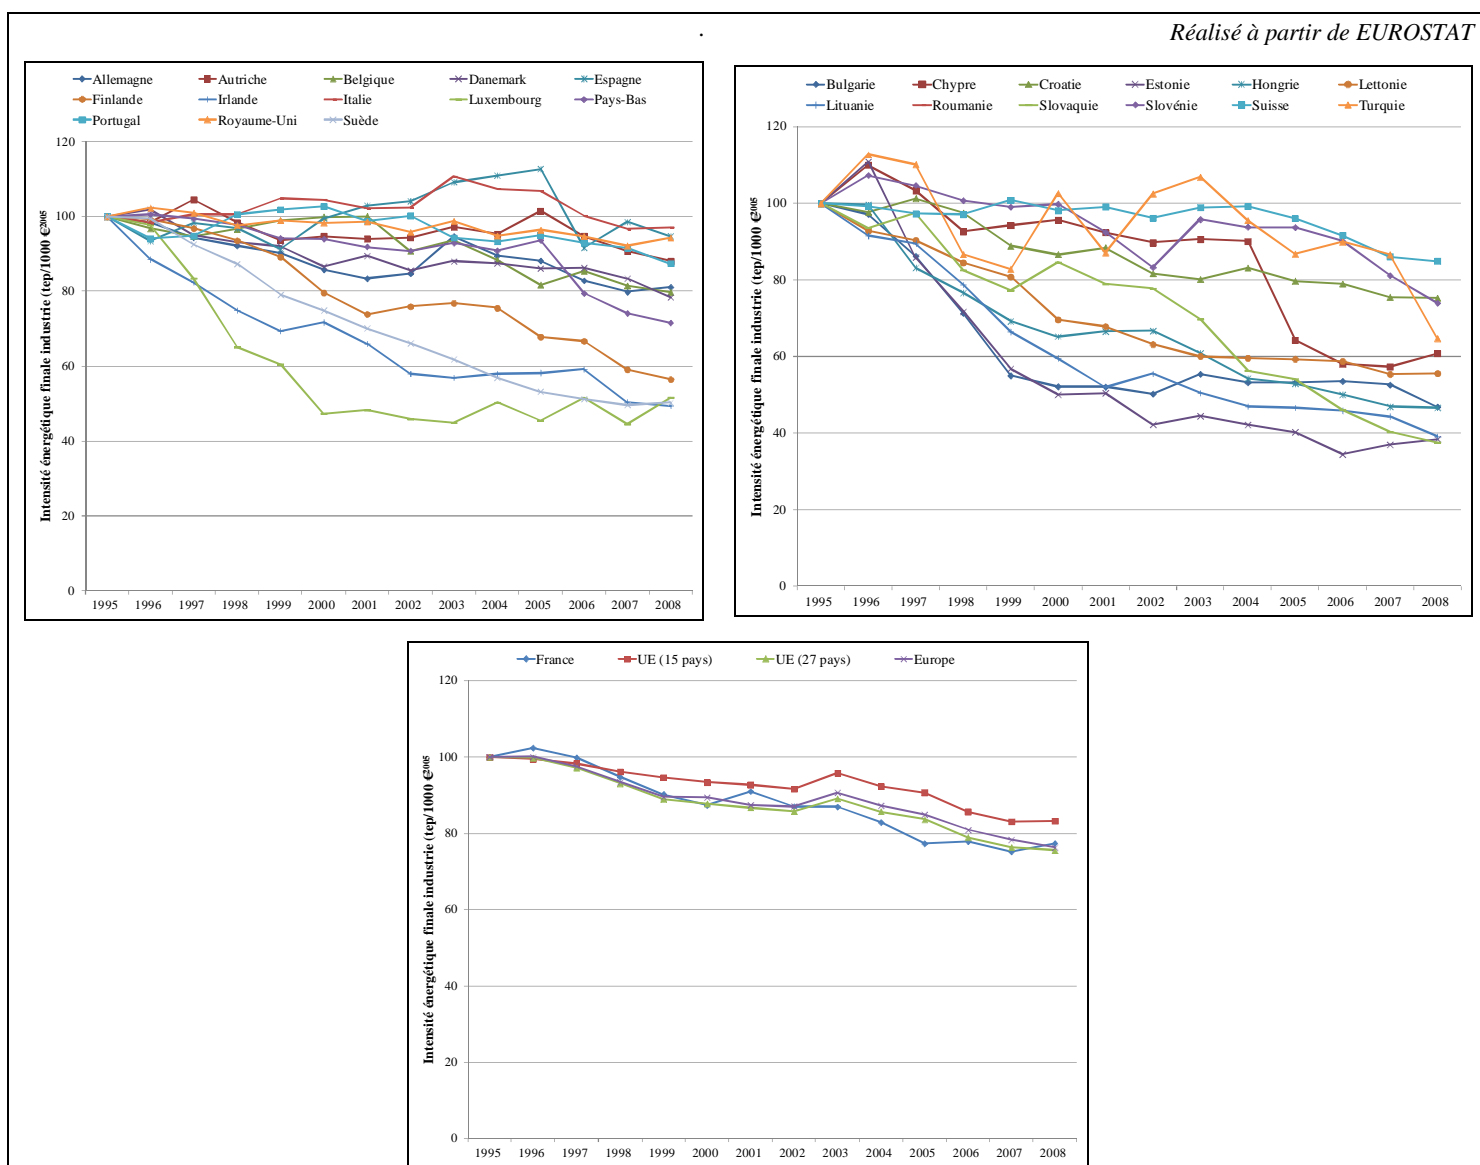 .
Réalisé à partir de EUROSTAT
Allemagne Autriche Belgique Danemark Espagne
Finlande Irlande Italie Luxembourg Pays-Bas
Portugal Royaume-Uni Suède
Intensité énergétique finale industrie (tep/1000 €2005
120
100
80
60
40
20
0
1995 1996 1997 1998 1999 2000 2001 2002 2003 2004 2005 2006 2007 2008
Bulgarie Chypre Croatie Estonie Hongrie Lettonie
Lituanie Roumanie Slovaquie Slovénie Suisse Turquie
Intensité énergétique finale industrie (tep/1000 €2005
120
100
80
60
40
20
0
1995 1996 1997 1998 1999 2000 2001 2002 2003 2004 2005 2006 2007 2008
France UE (15 pays) UE (27 pays) Europe
Intensité énergétique finale industrie (tep/1000 €2005
120
100
80
60
40
20
0
1995 1996 1997 1998 1999 2000 2001 2002 2003 2004 2005 2006 2007 2008